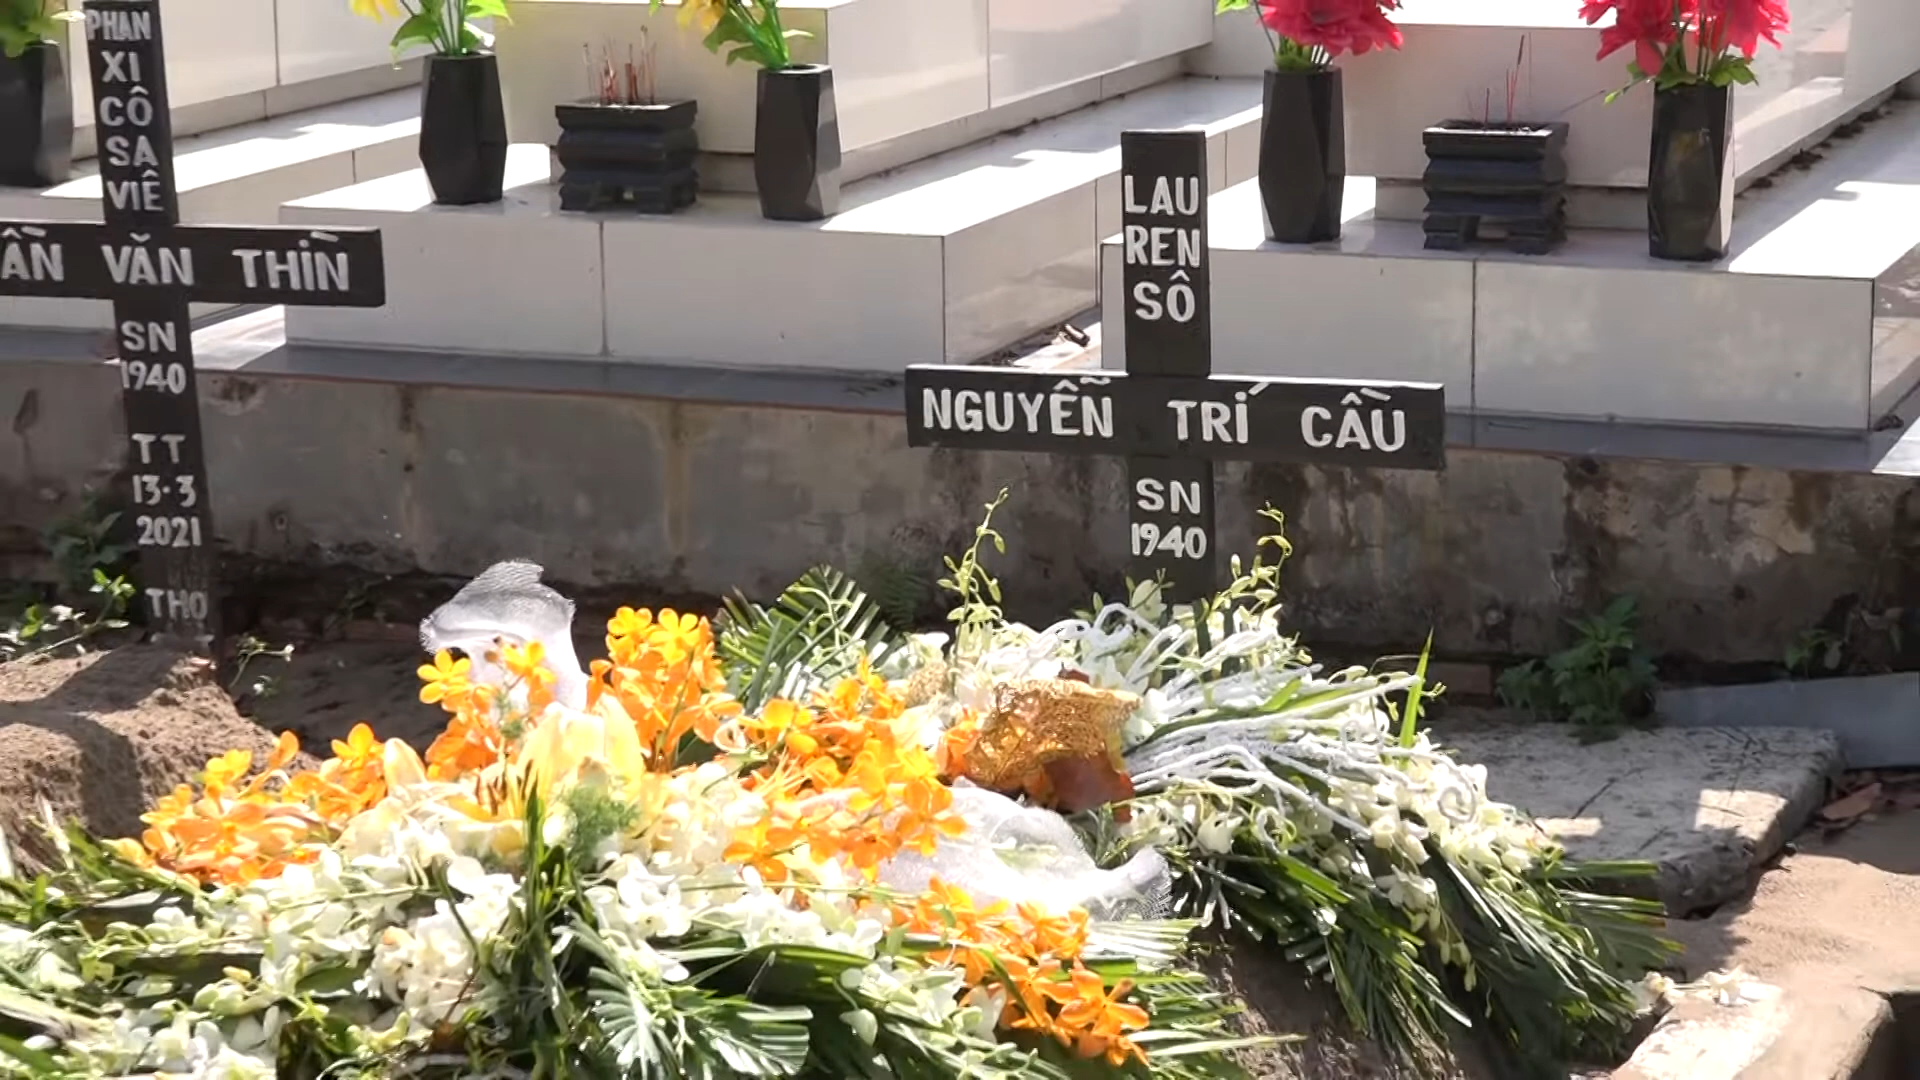 PHAN
XI
CÔ
SA
VIÊ
ẦN VĂN THÌN
SN
1940
TT
13·3
2021
THO
LAU
REN
SÔ
NGUYỄN TRÍ CẦU
SN
1940